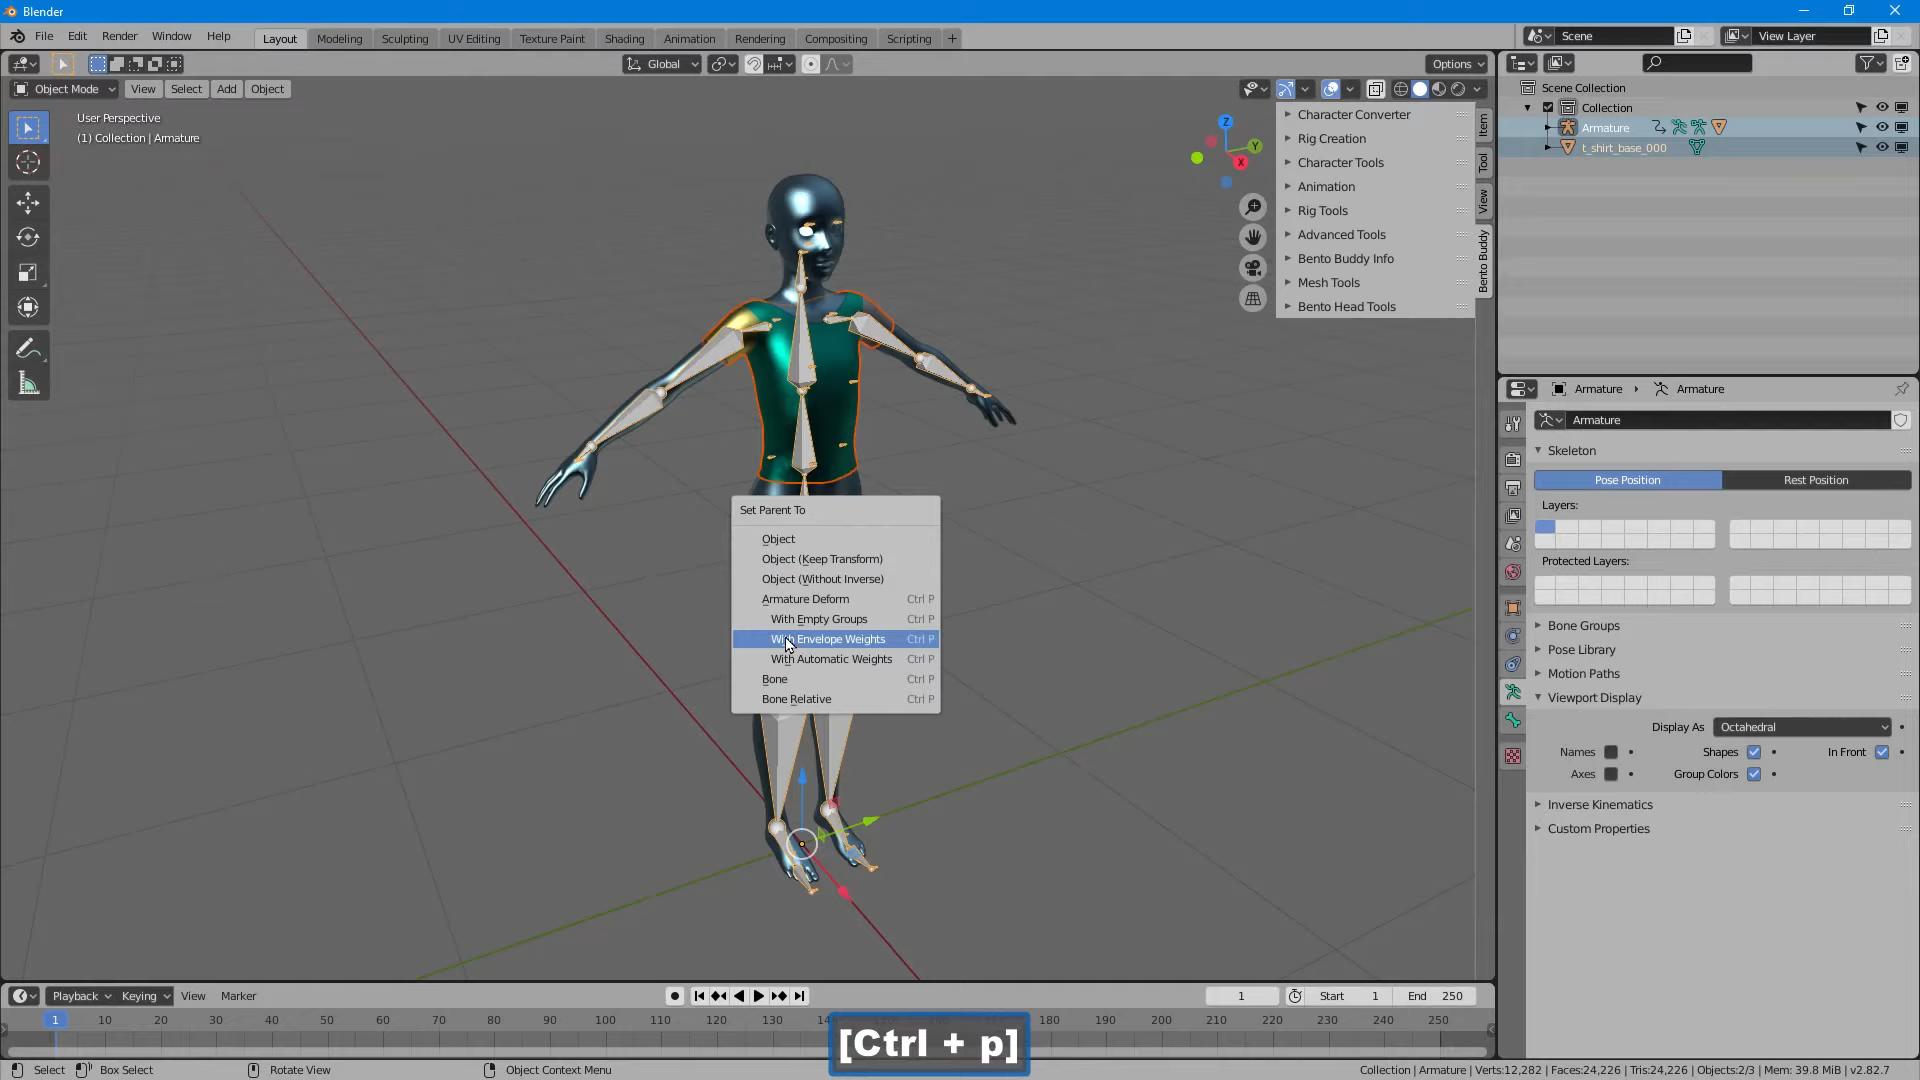 Blender
File Edit Render Window Help
Layout Modeling Sculpting UV Editing Texture Paint Shading Animation Rendering Compositing Scripting +
Scene View Layer
Global Options
Object Mode View Select Add Object
User Perspective
(1) Collection | Armature
Z
Y
X
Character Converter
Rig Creation
Character Tools
Animation
Rig Tools
Advanced Tools
Bento Buddy Info
Mesh Tools
Bento Head Tools
Item
Tool
View
Bento Buddy
Scene Collection
Collection
Armature
t_shirt_base_000
Armature Armature
Armature
Skeleton
Pose Position Rest Position
Layers:
Protected Layers:
Bone Groups
Pose Library
Motion Paths
Viewport Display
Display As Octahedral
Names Shapes In Front
Axes Group Colors
Inverse Kinematics
Custom Properties
Set Parent To
Object
Object (Keep Transform)
Object (Without Inverse)
Armature Deform Ctrl P
With Empty Groups Ctrl P
With Envelope Weights Ctrl P
With Automatic Weights Ctrl P
Bone Ctrl P
Bone Relative Ctrl P
Playback Keying View Marker
1 Start 1 End 250
1 10 20 30 40 50 60 70 80 90 100 110 120 130 180 190 200 210 220 230 240 250
[Ctrl + p]
Select Box Select Rotate View Object Context Menu
Collection | Armature | Verts:12,282 | Faces:24,226 | Tris:24,226 | Objects:2/3 | Mem: 39.8 MiB | v2.82.7